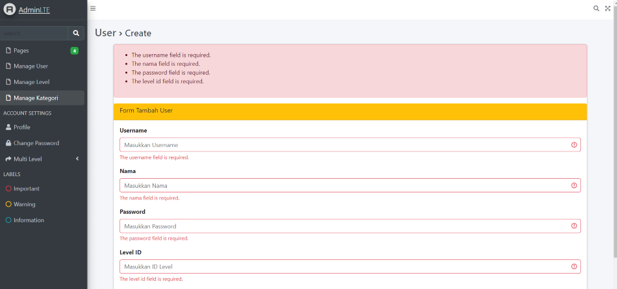 AdminLTE
Pages
4
Manage User
Manage Level
Manage Kategori
ACCOUNT SETTINGS
Profile
Change Password
Multi Level
LABELS
Important
Warning
Information
User > Create
The username field is required.
The nama field is required.
The password field is required.
The level id field is required.
Form Tambah User
Username
Masukkan Username
The username field is required.
Nama
Masukkan Nama
The nama field is required.
Password
Masukkan Password
The password field is required.
Level ID
Masukkan ID Level
The level id field is required.